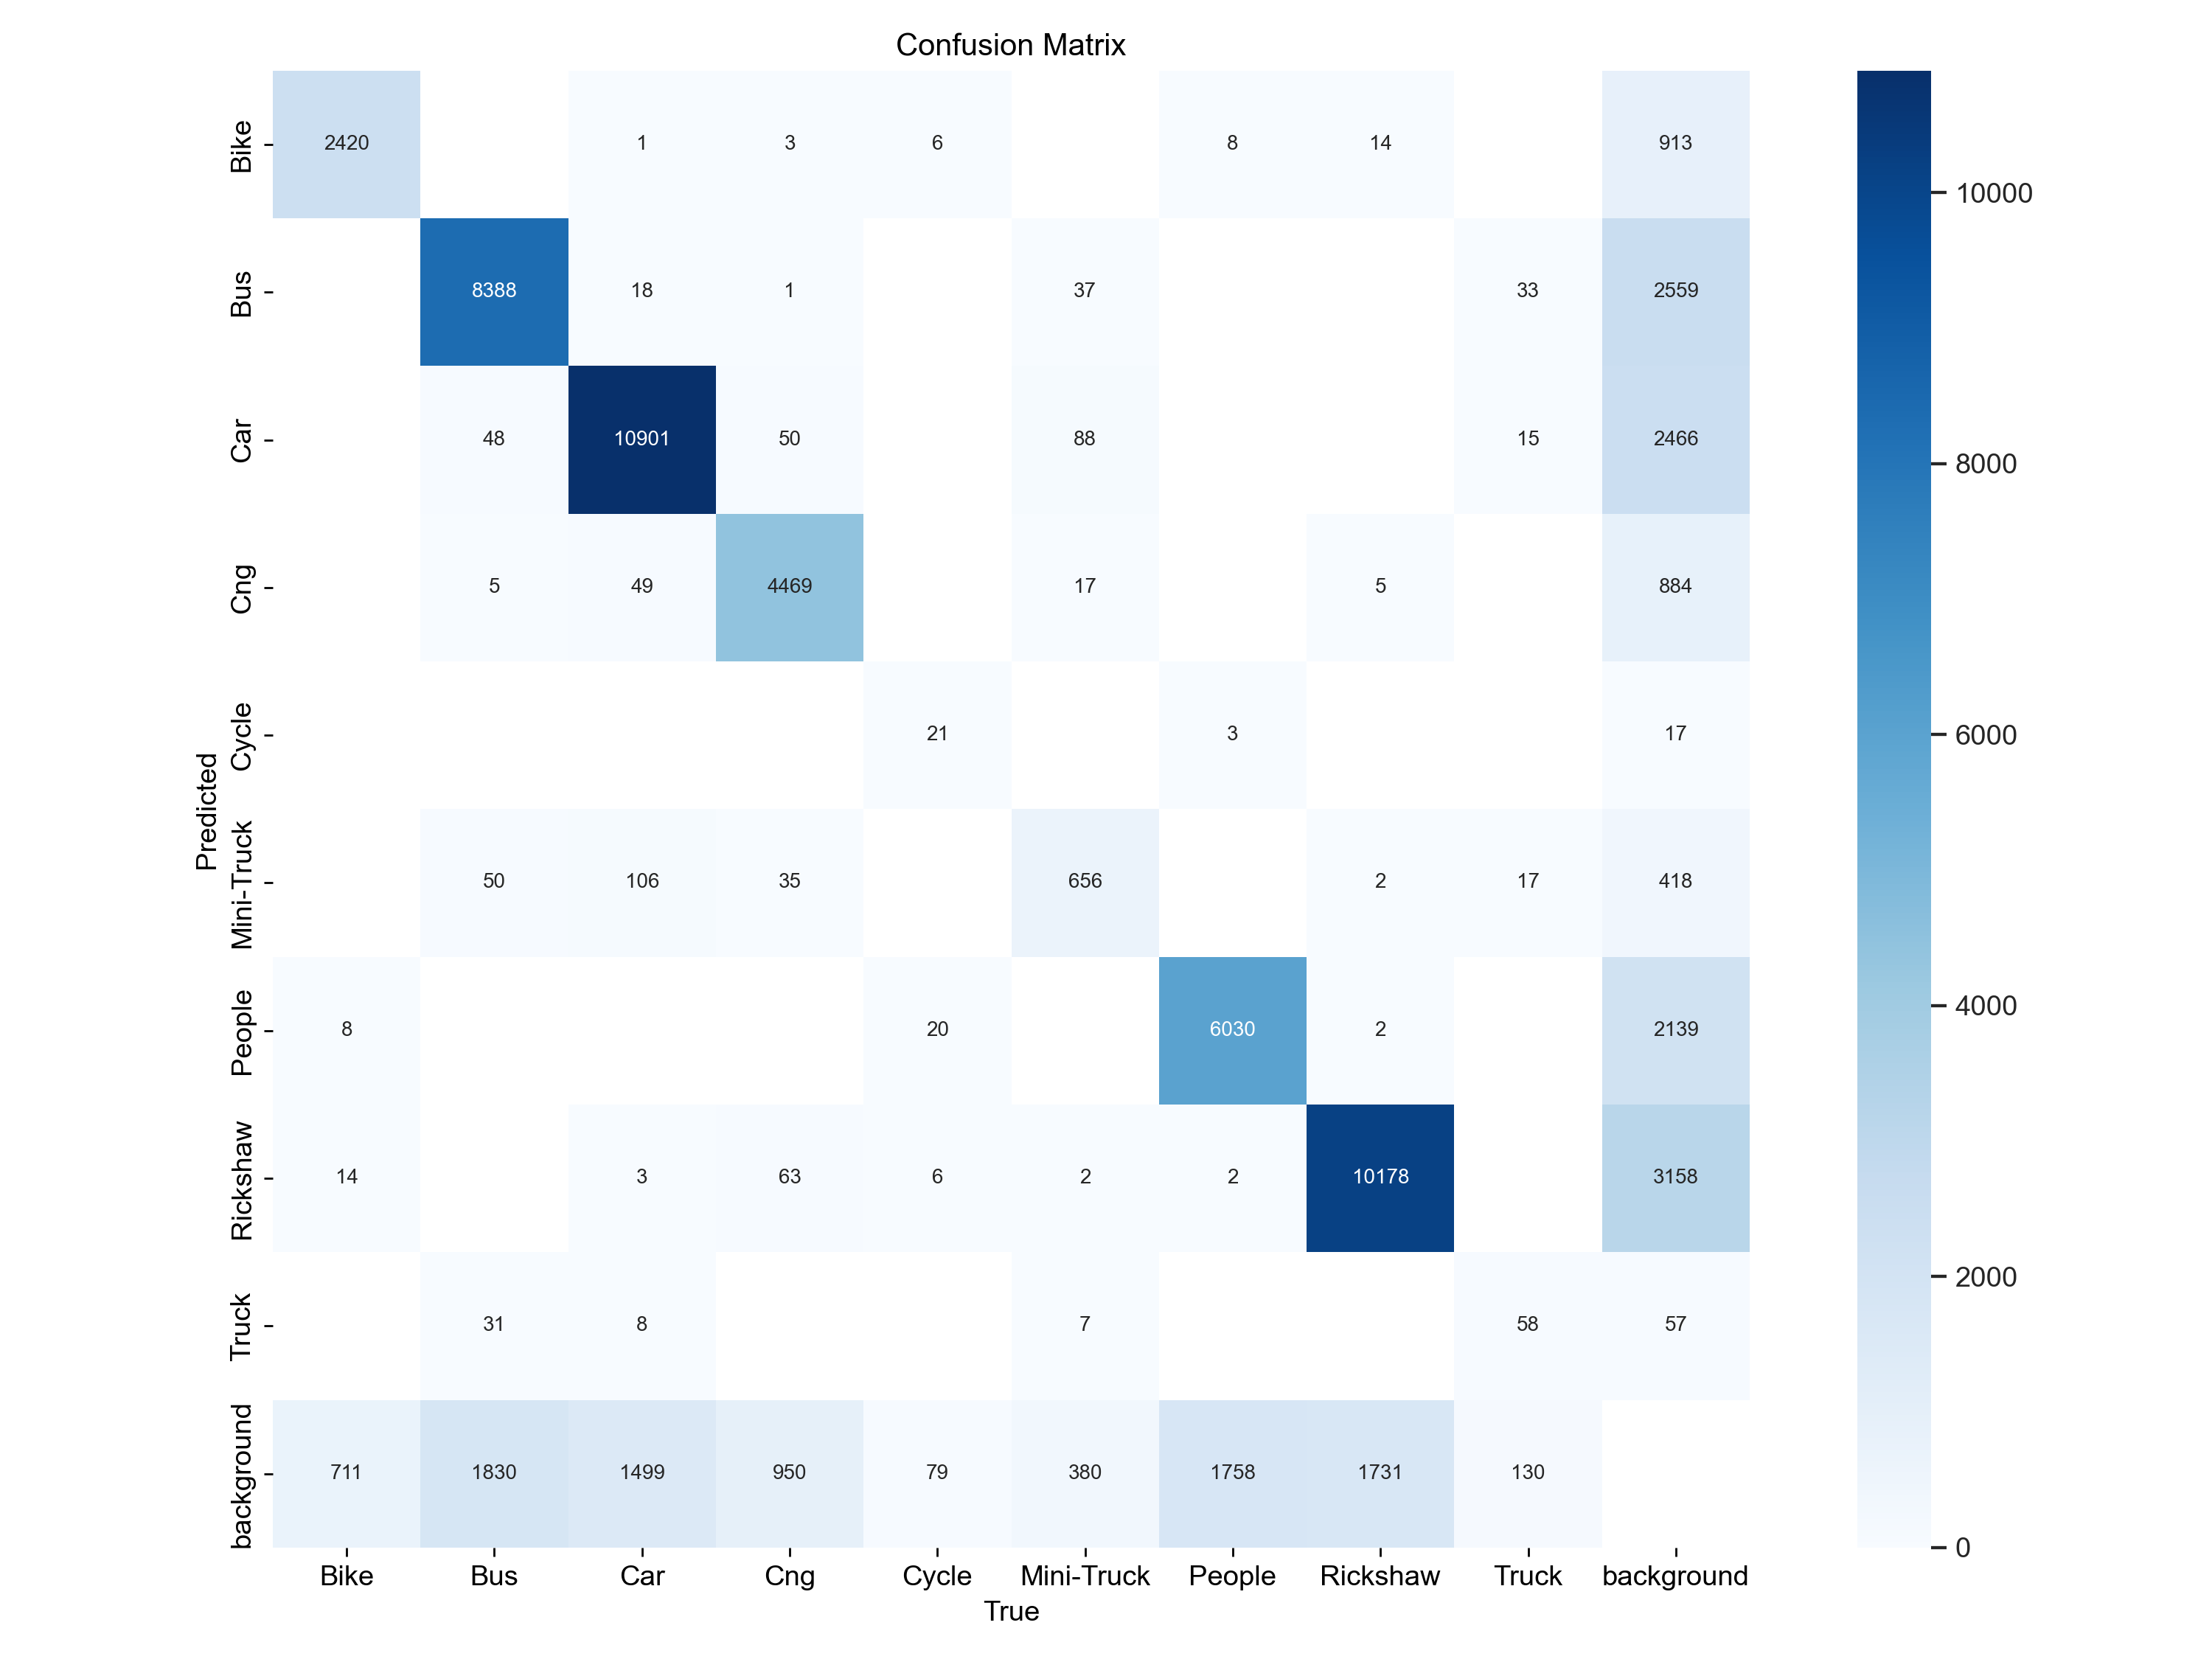 Confusion Matrix
Bike 2420 1 3 6 8 14 913
Bus 8388 18 1 37 33 2559
Car 48 10901 50 88 15 2466
Cng 5 49 4469 17 5 884
Cycle 21 3 17
Mini-Truck 50 106 35 656 2 17 418
People 8 20 6030 2 2139
Rickshaw 14 3 63 6 2 2 10178 3158
Truck 31 8 7 58 57
background 711 1830 1499 950 79 380 1758 1731 130
Bike Bus Car Cng Cycle Mini-Truck People Rickshaw Truck background
True
Predicted
10000
8000
6000
4000
2000
0